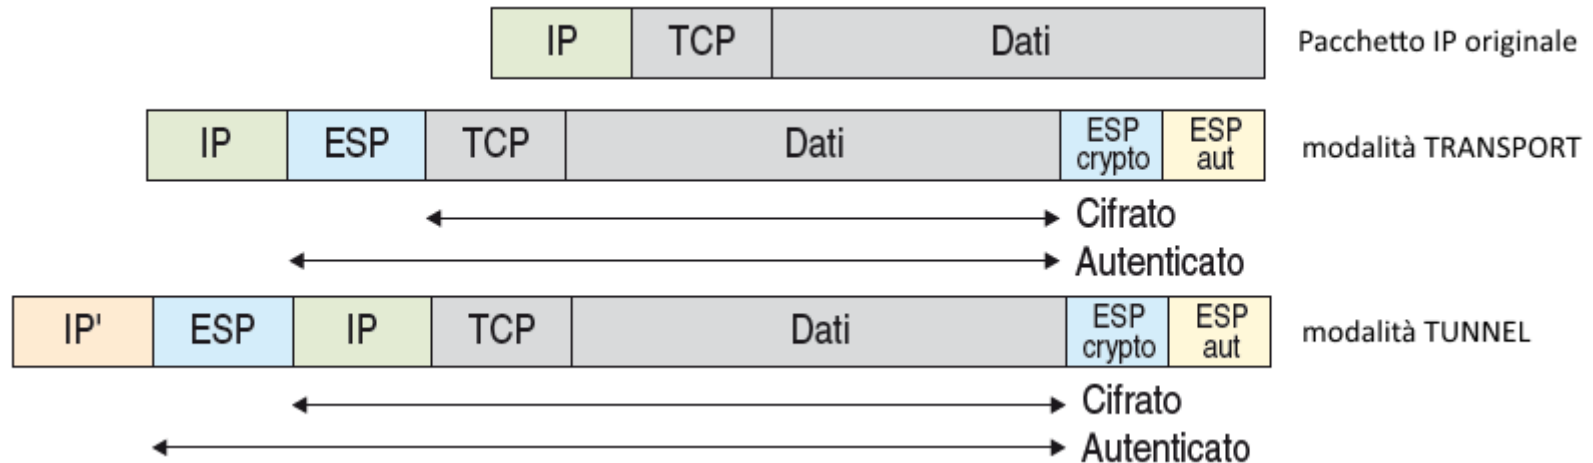 IP TCP Dati Pacchetto IP originale
IP ESP TCP Dati ESP crypto ESP aut modalità TRANSPORT
Cifrato
Autenticato
IP' ESP IP TCP Dati ESP crypto ESP aut modalità TUNNEL
Cifrato
Autenticato